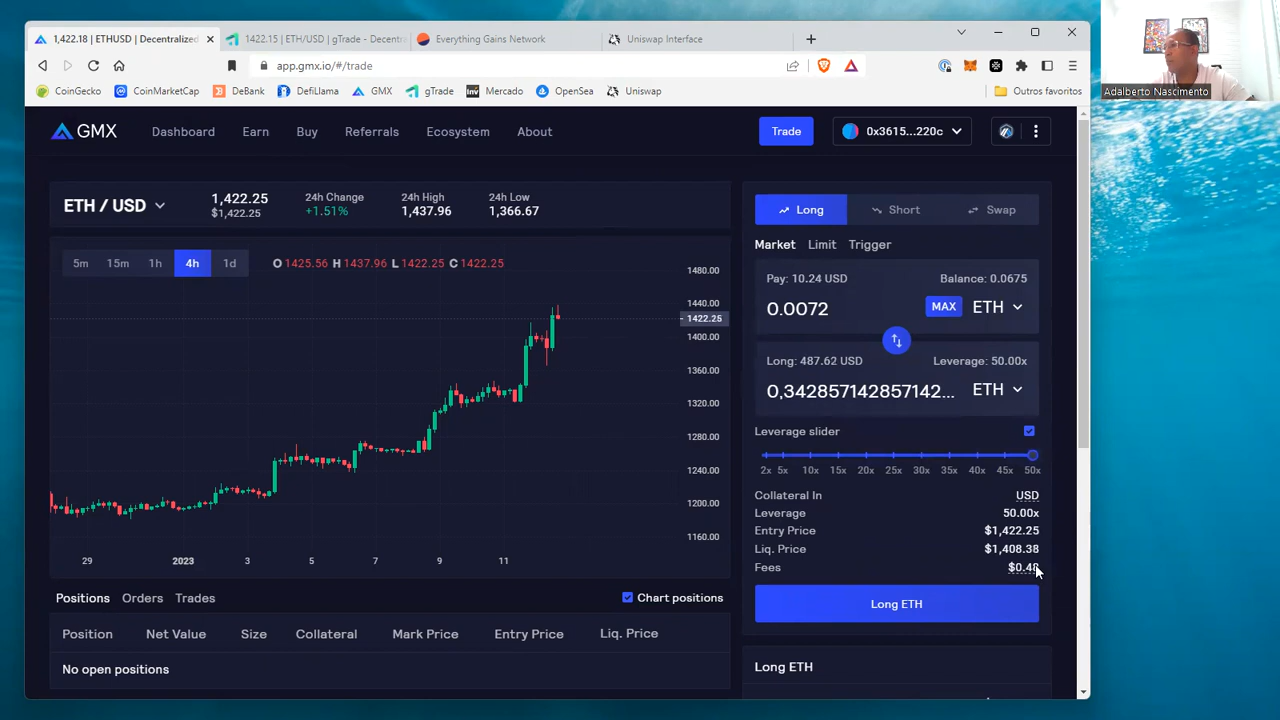 1,422.18 | ETHUSD | Decentralized
1422.15 | ETH/USD | gTrade - Decentr
Everything Gains Network
Uniswap Interface
app.gmx.io/#/trade
CoinGecko
CoinMarketCap
DeBank
DefiLlama
GMX
gTrade
Mercado
OpenSea
Uniswap
Outros favoritos
Adalberto Nascimento
GMX
Dashboard
Earn
Buy
Referrals
Ecosystem
About
Trade
0x3615...220c
ETH / USD
1,422.25
$1,422.25
24h Change
+1.51%
24h High
1,437.96
24h Low
1,366.67
5m
15m
1h
4h
1d
O 1425.56 H 1437.96 L 1422.25 C 1422.25
1480.00
1440.00
1422.25
1400.00
1360.00
1320.00
1280.00
1240.00
1200.00
1160.00
29
2023
3
5
7
9
11
Long
Short
Swap
Market
Limit
Trigger
Pay: 10.24 USD
Balance: 0.0675
0.0072
MAX
ETH
Long: 487.62 USD
Leverage: 50.00x
0,342857142857142...
ETH
Leverage slider
2x 5x 10x 15x 20x 25x 30x 35x 40x 45x 50x
Collateral In
USD
Leverage
50.00x
Entry Price
$1,422.25
Liq. Price
$1,408.38
Fees
$0.48
Long ETH
Positions
Orders
Trades
Chart positions
Position
Net Value
Size
Collateral
Mark Price
Entry Price
Liq. Price
No open positions
Long ETH